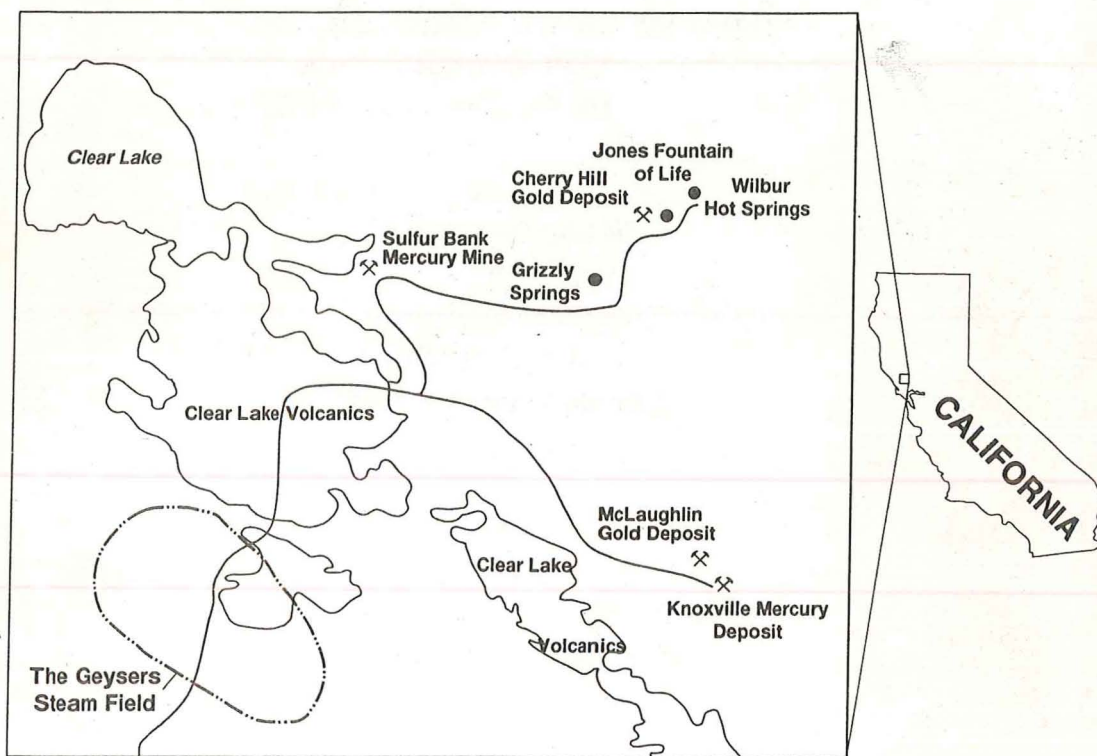 Clear Lake
Jones Fountain
of Life
Cherry Hill
Gold Deposit
Wilbur
Hot Springs
Sulfur Bank
Mercury Mine
Grizzly
Springs
Clear Lake Volcanics
CALIFORNIA
McLaughlin
Gold Deposit
Clear Lake
Volcanics
Knoxville Mercury
Deposit
The Geysers
Steam Field